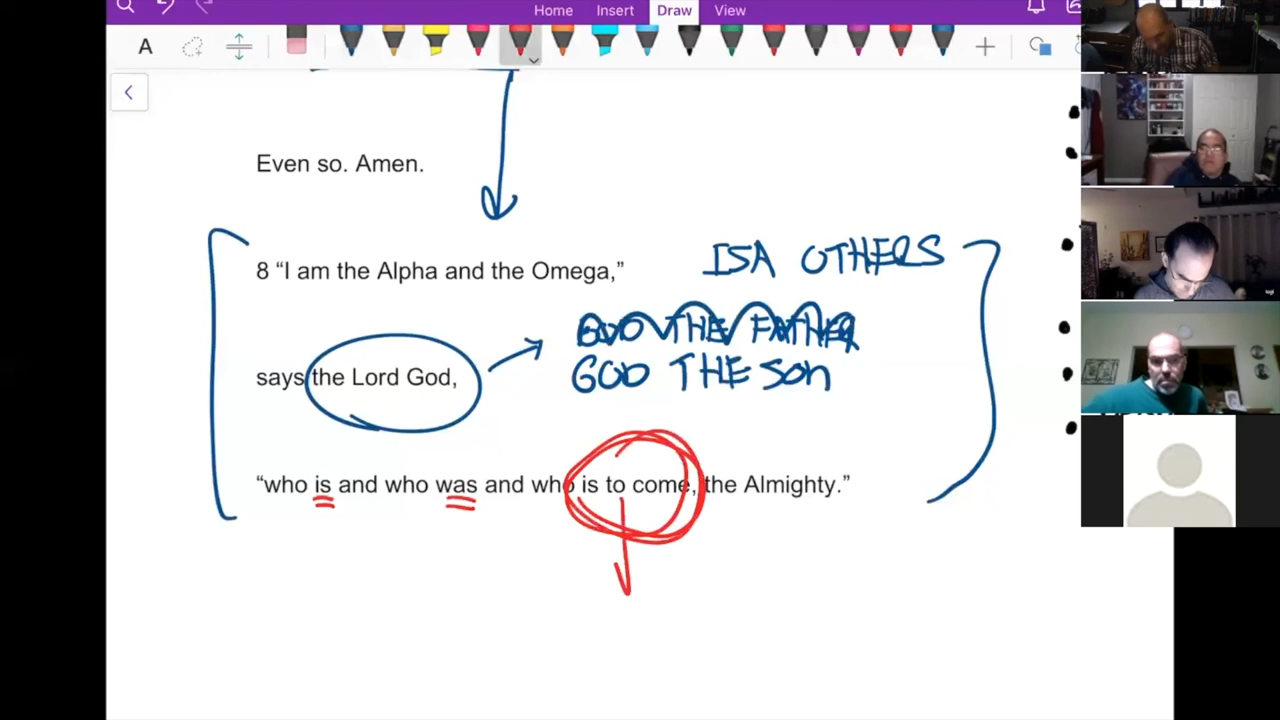 Home Insert Draw View
A
Even so. Amen.
8 “I am the Alpha and the Omega,” ISA OTHERS
GOD THE FATHER
says the Lord God, GOD THE SON
“who is and who was and who is to come, the Almighty.”